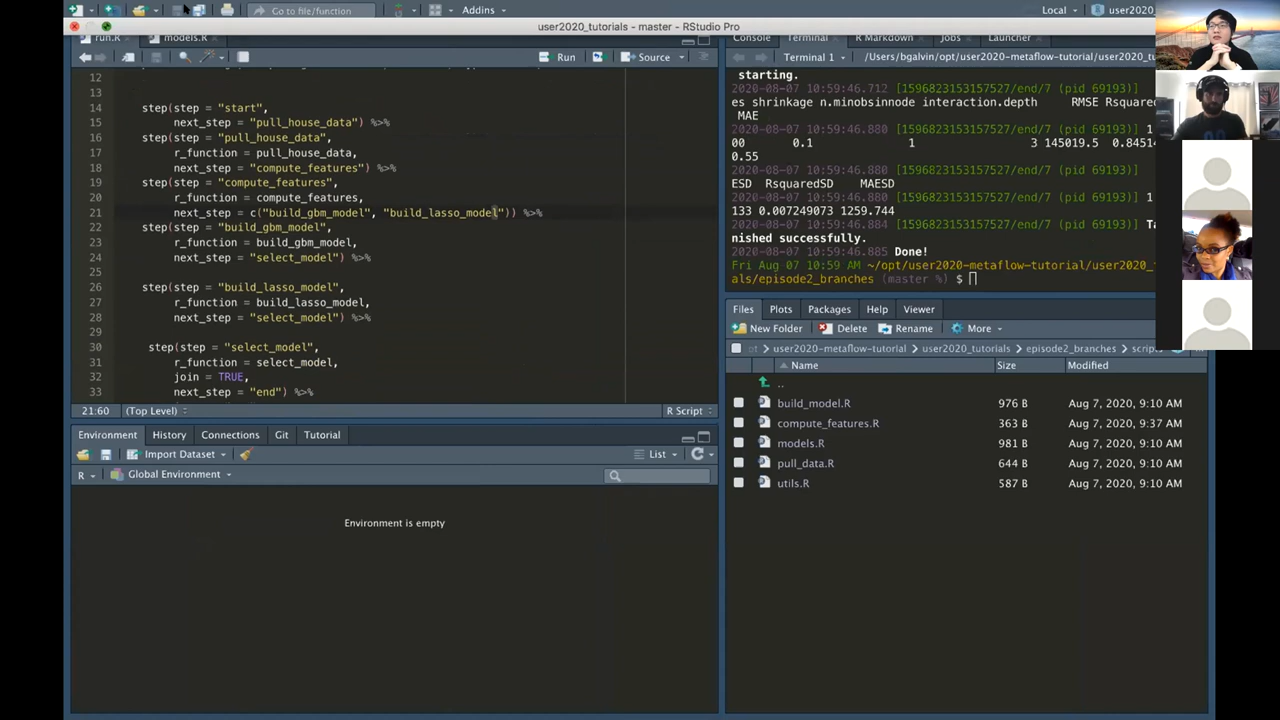 Go to file/function
Addins
Local
user2020
user2020_tutorials - master - RStudio Pro
run.R
models.R
Run
Source
12
13
14 step(step = "start",
15 next_step = "pull_house_data") %>%
16 step(step = "pull_house_data",
17 r_function = pull_house_data,
18 next_step = "compute_features") %>%
19 step(step = "compute_features",
20 r_function = compute_features,
21 next_step = c("build_gbm_model", "build_lasso_model")) %>%
22 step(step = "build_gbm_model",
23 r_function = build_gbm_model,
24 next_step = "select_model") %>%
25
26 step(step = "build_lasso_model",
27 r_function = build_lasso_model,
28 next_step = "select_model") %>%
29
30 step(step = "select_model",
31 r_function = select_model,
32 join = TRUE,
33 next_step = "end") %>%
21:60 (Top Level) R Script
Environment History Connections Git Tutorial
Import Dataset List
R Global Environment
Environment is empty
Console Terminal R Markdown Jobs Launcher
Terminal 1 /Users/bgalvin/opt/user2020-metaflow-tutorial/user2020_t
starting.
2020-08-07 10:59:46.712 [1596823153157527/end/7 (pid 69193)]
es shrinkage n.minobsinnode interaction.depth RMSE Rsquared
MAE
2020-08-07 10:59:46.880 [1596823153157527/end/7 (pid 69193)] 1
00 0.1 1 3 145019.5 0.84514
0.55
2020-08-07 10:59:46.880 [1596823153157527/end/7 (pid 69193)]
ESD RsquaredSD MAESD
2020-08-07 10:59:46.880 [1596823153157527/end/7 (pid 69193)] 1
133 0.007249073 1259.744
2020-08-07 10:59:46.884 [1596823153157527/end/7 (pid 69193)] Ta
nished successfully.
2020-08-07 10:59:46.885 Done!
Fri Aug 07 10:59 AM ~/opt/user2020-metaflow-tutorial/user2020_
als/episode2_branches (master %) $
Files Plots Packages Help Viewer
New Folder Delete Rename More
user2020-metaflow-tutorial user2020_tutorials episode2_branches scripts
Name Size Modified
..
build_model.R 976 B Aug 7, 2020, 9:10 AM
compute_features.R 363 B Aug 7, 2020, 9:37 AM
models.R 981 B Aug 7, 2020, 9:10 AM
pull_data.R 644 B Aug 7, 2020, 9:10 AM
utils.R 587 B Aug 7, 2020, 9:10 AM